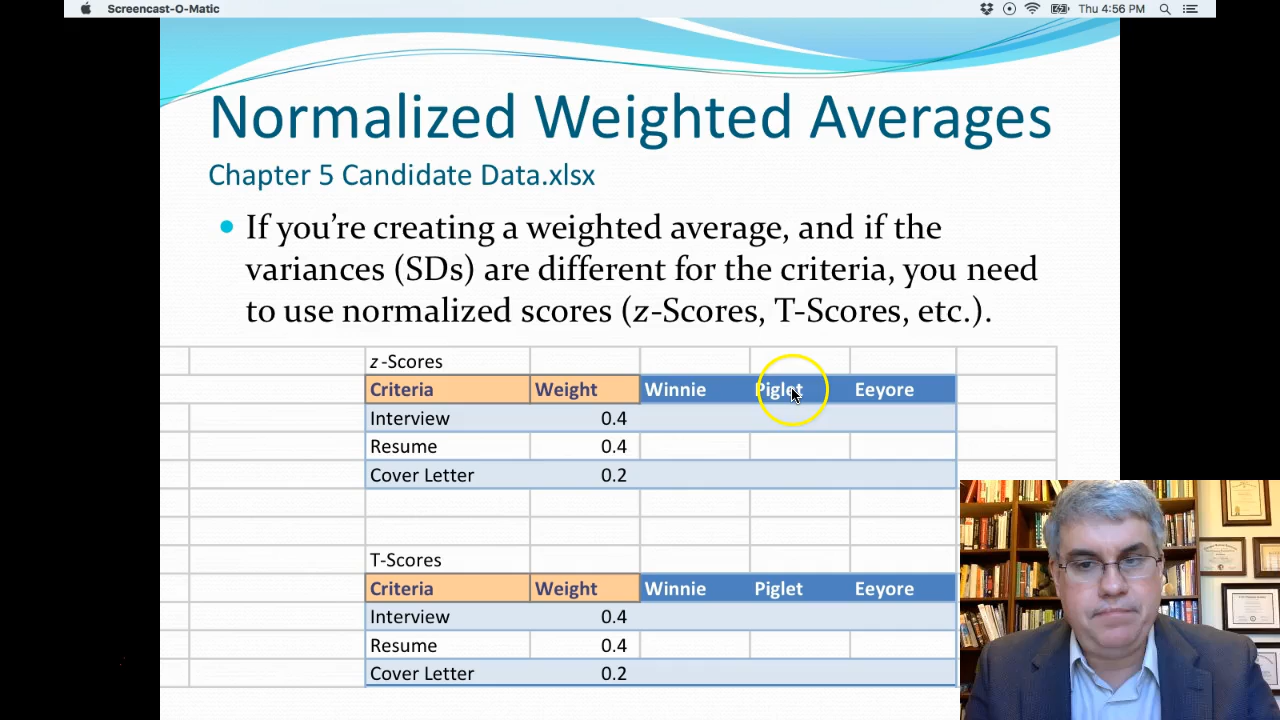 Screencast-O-Matic
Thu 4:56 PM
Normalized Weighted Averages
Chapter 5 Candidate Data.xlsx
If you're creating a weighted average, and if the
variances (SDs) are different for the criteria, you need
to use normalized scores (z-Scores, T-Scores, etc.).
z-Scores
Criteria Weight Winnie Piglet Eeyore
Interview 0.4
Resume 0.4
Cover Letter 0.2
T-Scores
Criteria Weight Winnie Piglet Eeyore
Interview 0.4
Resume 0.4
Cover Letter 0.2